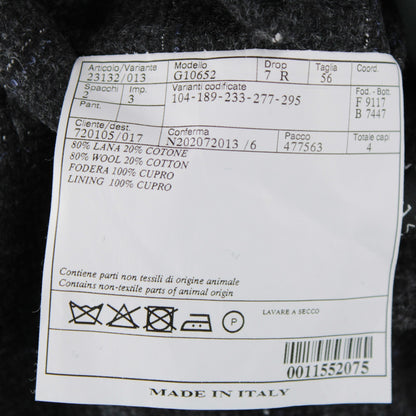 Articolo/Variante Modello Drop Taglia Coord.
23132/013 G10652 7 R 56
Spacchi Imp. Varianti codificate Fod. - Bott.
2 3 104-189-233-277-295 F 9117
Pant. B 7447
Cliente/dest. Conferma Pacco Totale capi
720105/017 N202072013 /6 477563 4
80% LANA 20% COTONE
80% WOOL 20% COTTON
FODERA 100% CUPRO
LINING 100% CUPRO
Contiene parti non tessili di origine animale
Contains non-textile parts of animal origin
P LAVARE A SECCO
0011552075
MADE IN ITALY